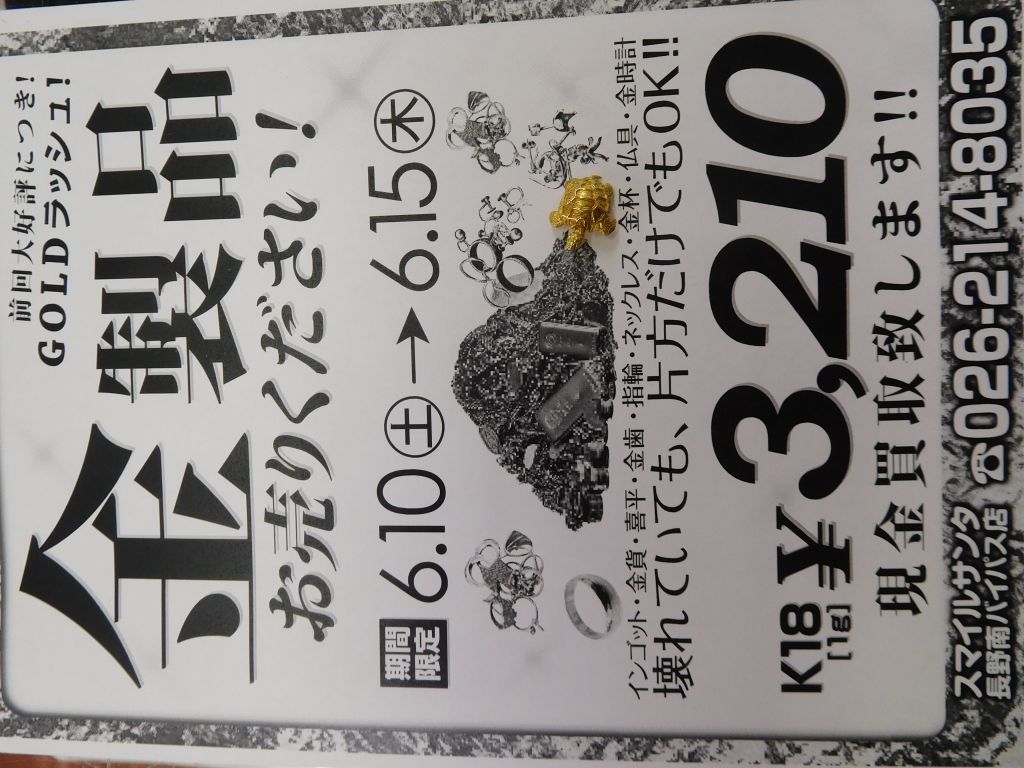 前回大好評につき!
GOLDラッシュ!
金製品
お売りください!
期間限定
6.10㊏→6.15㊍
インゴット・金貨・喜平・金歯・指輪・ネックレス・金杯・仏具・金時計
壊れていても、片方だけでもOK!!
K18
[1g]
¥3,210
現金買取致します!!
スマイルサンタ
長野南バイパス店
☎026-214-8035